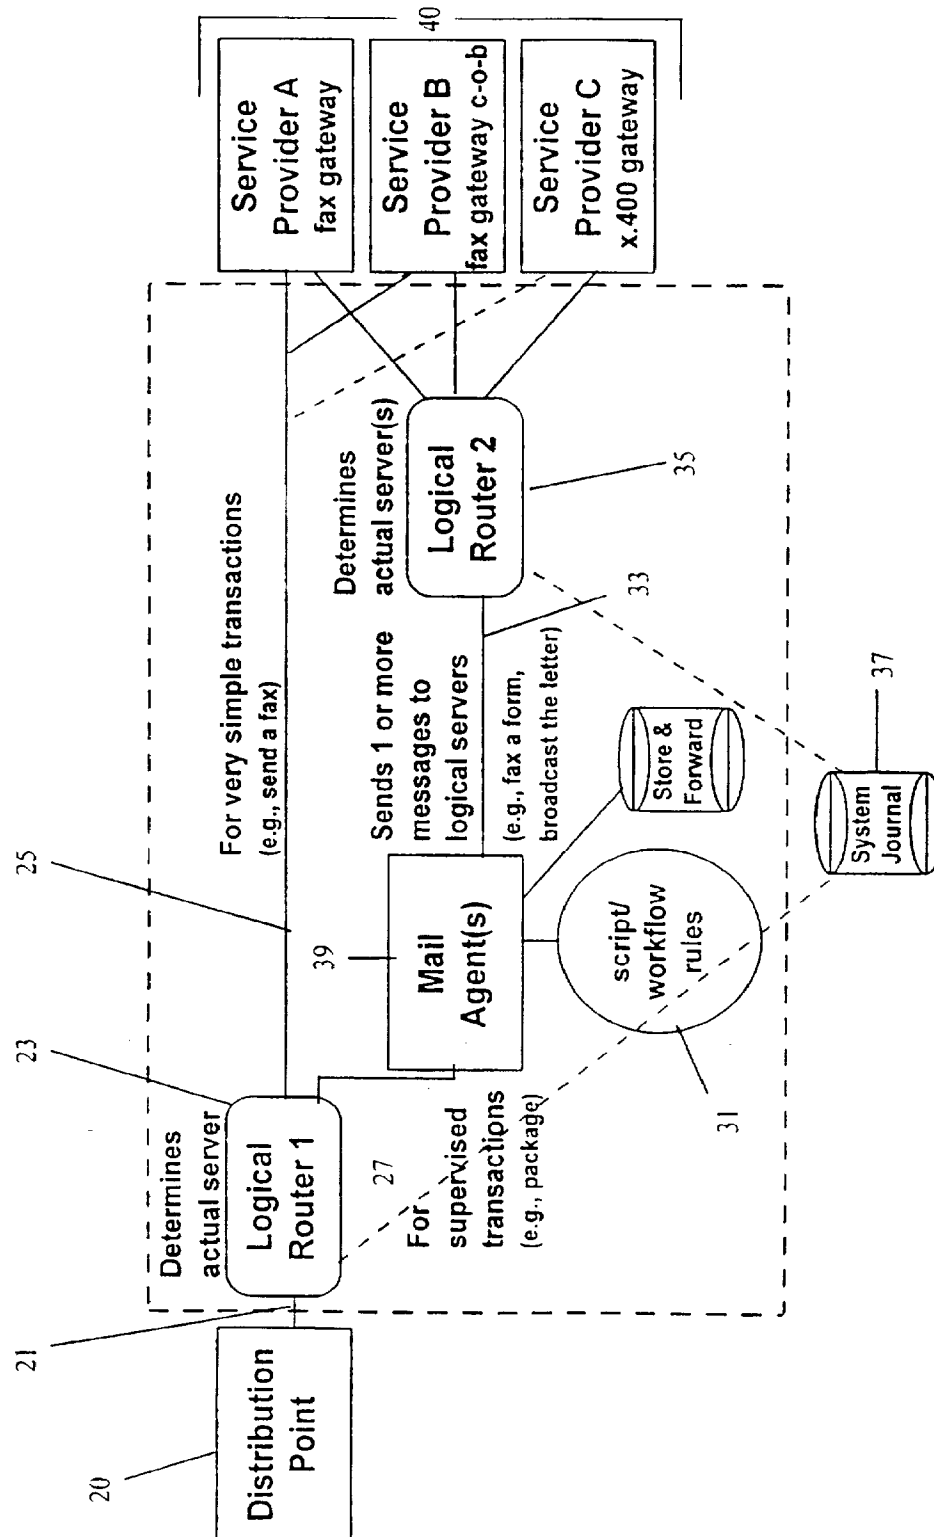 20
Distribution
Point
21
Determines
actual server
23
Logical
Router 1
25
For very simple transactions
(e.g., send a fax)
27
For
supervised
transactions
(e.g., package)
39
Mail
Agent(s)
31
script/
workflow
rules
Store &
Forward
Sends 1 or more
messages to
logical servers
(e.g., fax a form,
broadcast the letter)
33
Determines
actual server(s)
Logical
Router 2
35
System
Journal
37
Service
Provider A
fax gateway
Service
Provider B
fax gateway c-o-b
Service
Provider C
x.400 gateway
40